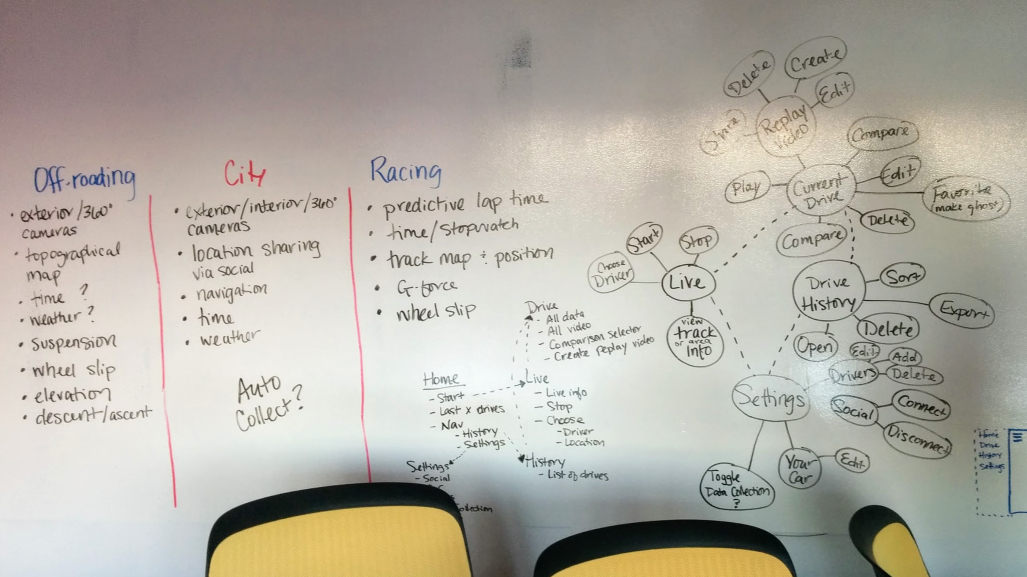 Off-roading
• exterior/360°
cameras
• topographical
map
• time ?
• weather?
• suspension
• wheel slip
• elevation
• descent/ascent
City
• exterior/interior/360°
cameras
• location sharing
via social
• navigation
• time
• weather
Auto
Collect?
Racing
• predictive lap time
• time/stopwatch
• track map + position
• G-force
• wheel slip
Drive
- All data
- All video
- Comparison selector
- Create replay video
Home
- Start
- Last x drives
- Nav
- History
- Settings
Live
- Live info
- Stop
- Choose
- Driver
- Location
Settings
- Social
History
- List of drives
Delete
Create
Edit
Share
Replay
Video
Compare
Edit
Play
Current
Drive
Favorite
(make ghost)
Delete
Compare
Start
Stop
Choose
Driver
Live
view
track
or area
info
Drive
History
Sort
Export
Delete
Open
Edit
Add
Drivers
Delete
Settings
Social
Connect
Disconnect
Your
Car
Edit
Toggle
Data Collection
?
Home
Drive
History
Settings